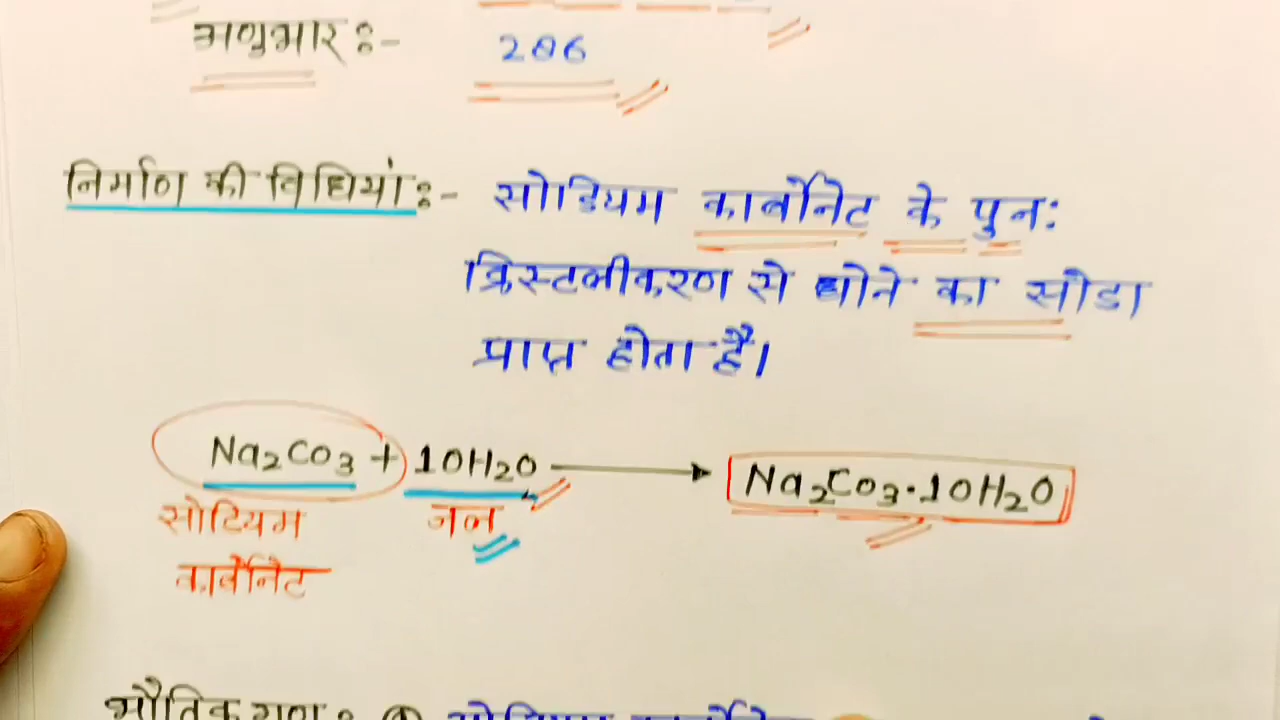 अणुभार:- 286
निर्माण की विधियां:- सोडियम कार्बोनेट के पुन:
क्रिस्टलीकरण से धोने का सोडा
प्राप्त होता है।
Na2CO3 + 10H2O → Na2CO3.10H2O
सोटियम जल
कार्बोनेट
भौतिक गुण: